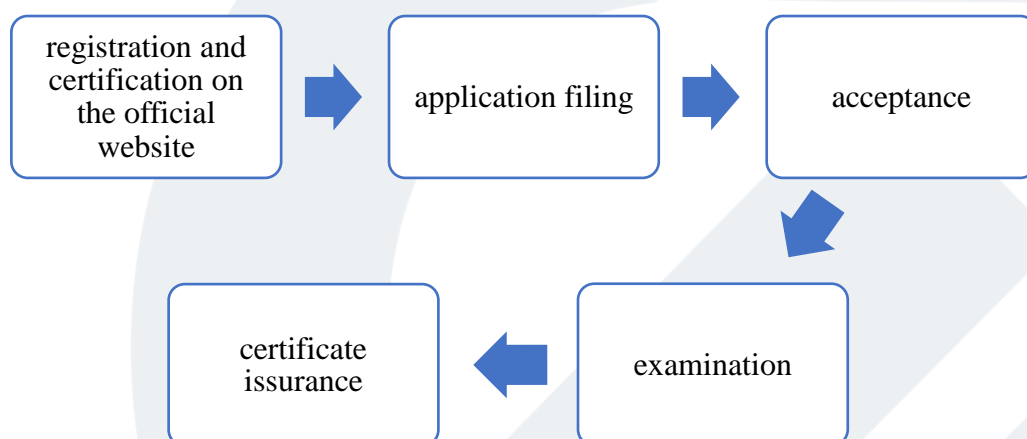 registration and
certification on
the official
website
application filing
acceptance
examination
certificate
issurance